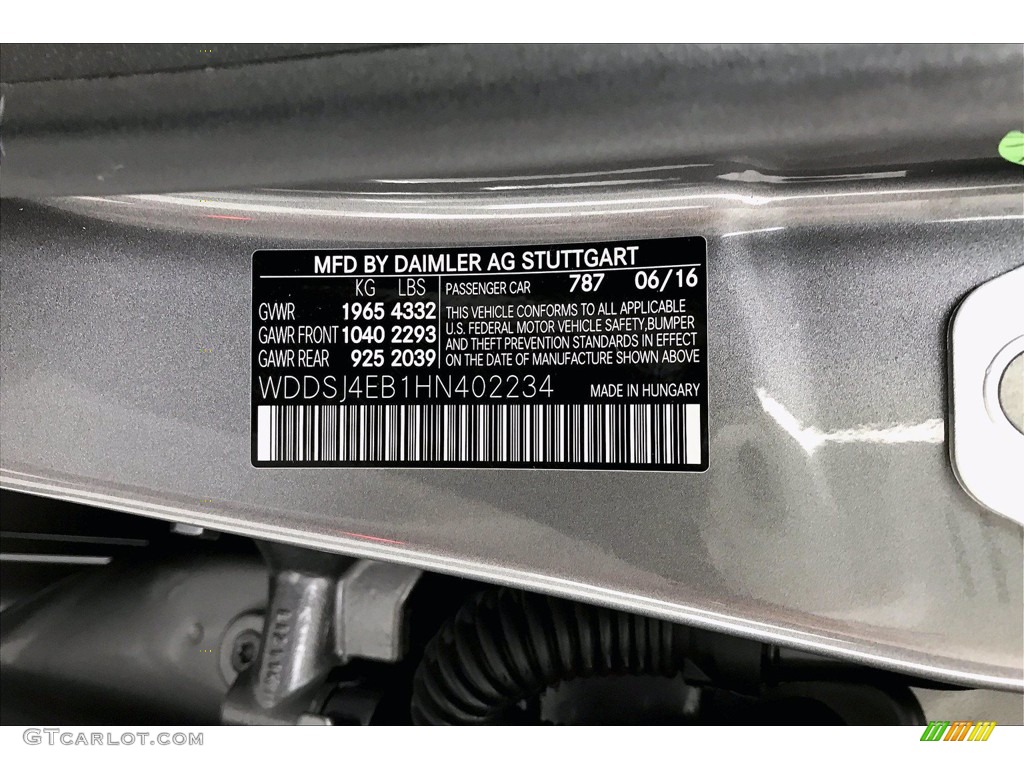 MFD BY DAIMLER AG STUTTGART
KG LBS PASSENGER CAR 787 06/16
GVWR 1965 4332
GAWR FRONT 1040 2293
GAWR REAR 925 2039
THIS VEHICLE CONFORMS TO ALL APPLICABLE
U.S. FEDERAL MOTOR VEHICLE SAFETY,BUMPER
AND THEFT PREVENTION STANDARDS IN EFFECT
ON THE DATE OF MANUFACTURE SHOWN ABOVE
WDDSJ4EB1HN402234 MADE IN HUNGARY
GTCARLOT.COM